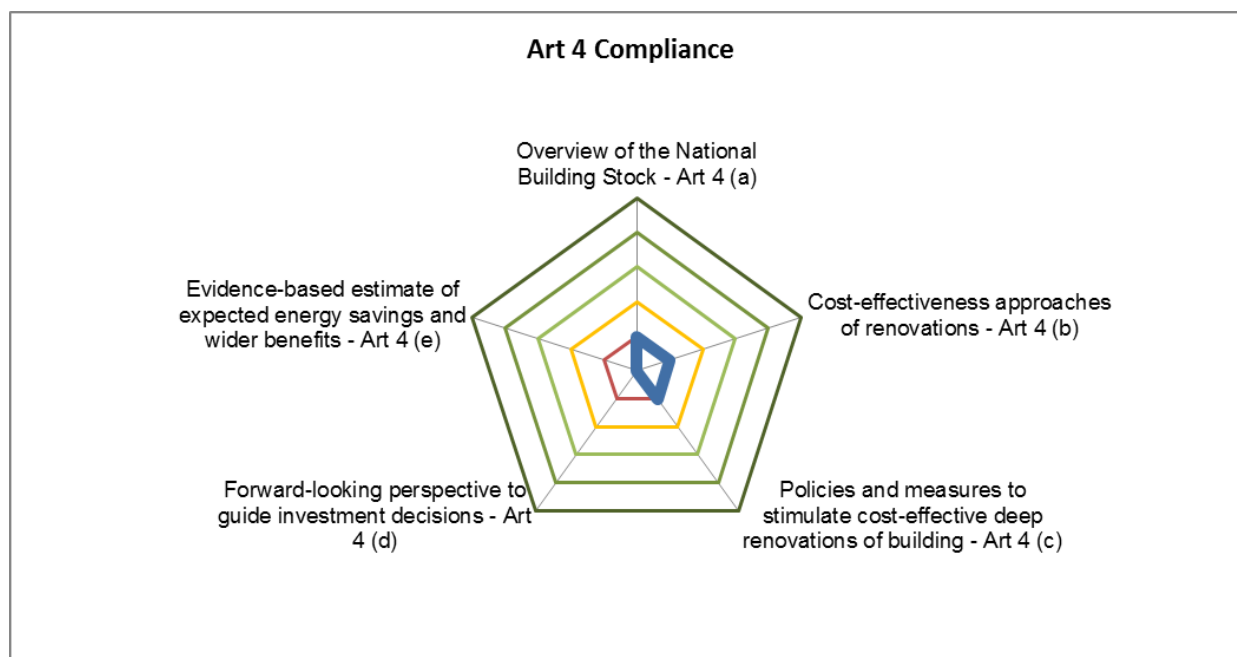 Art 4 Compliance
Overview of the National
Building Stock - Art 4 (a)
Cost-effectiveness approaches
of renovations - Art 4 (b)
Policies and measures to
stimulate cost-effective deep
renovations of building - Art 4 (c)
Forward-looking perspective to
guide investment decisions - Art
4 (d)
Evidence-based estimate of
expected energy savings and
wider benefits - Art 4 (e)